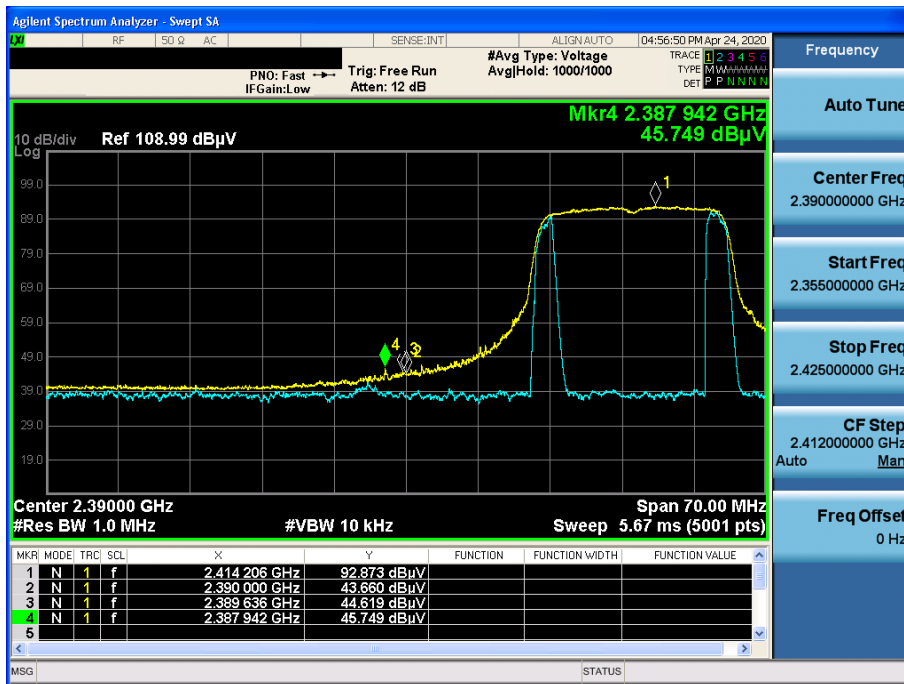 Agilent Spectrum Analyzer - Swept SA
LXI RF 50 Ω AC SENSE:INT ALIGN AUTO 04:56:50 PM Apr 24, 2020
PNO: Fast
IFGain:Low
Trig: Free Run
Atten: 12 dB
#Avg Type: Voltage
Avg|Hold: 1000/1000
TRACE 1 2 3 4 5 6
TYPE M W
DET P P N N N N
Mkr4 2.387 942 GHz
45.749 dBµV
10 dB/div Ref 108.99 dBµV
Log
99.0
89.0
79.0
69.0
59.0
49.0
39.0
29.0
19.0
1
4
3
2
Center 2.39000 GHz Span 70.00 MHz
#Res BW 1.0 MHz #VBW 10 kHz Sweep 5.67 ms (5001 pts)
MKR MODE TRC SCL X Y FUNCTION FUNCTION WIDTH FUNCTION VALUE
1 N 1 f 2.414 206 GHz 92.873 dBµV
2 N 1 f 2.390 000 GHz 43.660 dBµV
3 N 1 f 2.389 636 GHz 44.619 dBµV
4 N 1 f 2.387 942 GHz 45.749 dBµV
5
MSG STATUS
Frequency
Auto Tune
Center Freq
2.390000000 GHz
Start Freq
2.355000000 GHz
Stop Freq
2.425000000 GHz
CF Step
2.412000000 GHz
Auto Man
Freq Offset
0 Hz